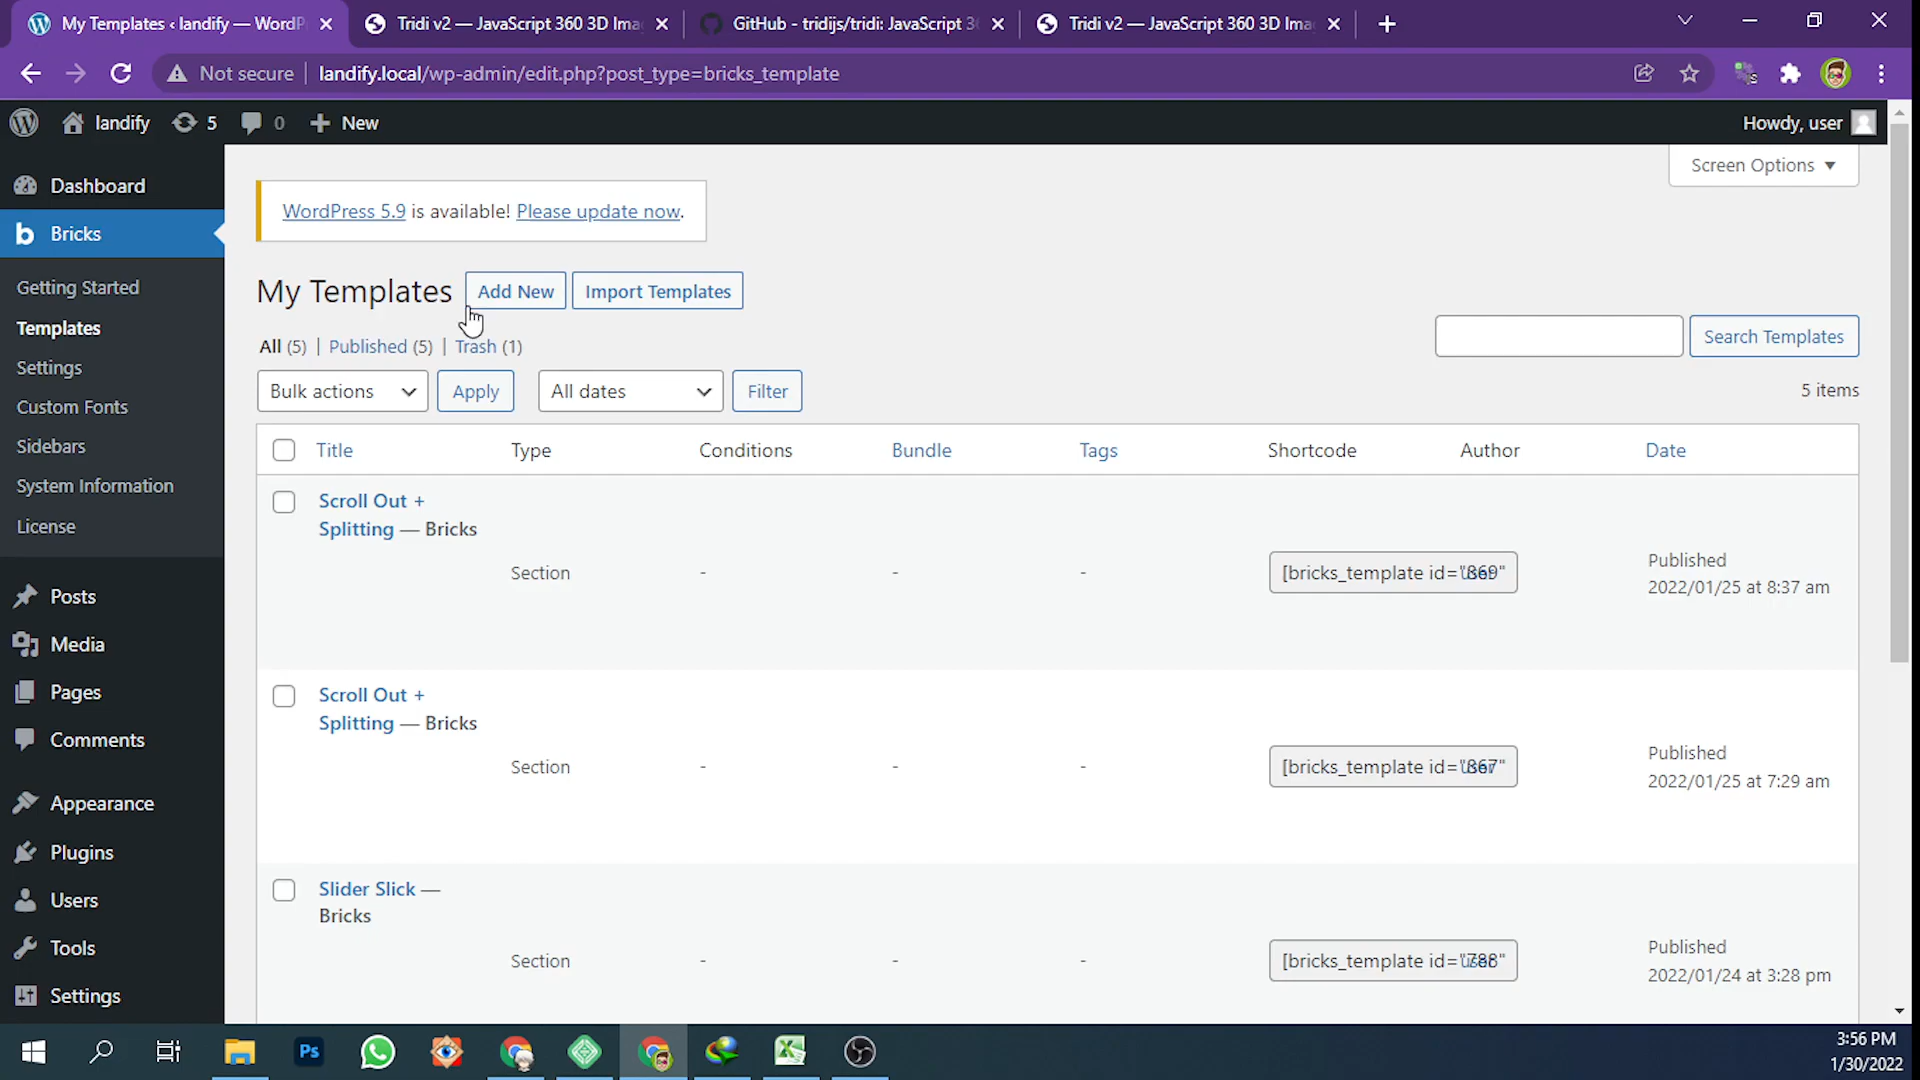 My Templates ‹ landify — WordP
Tridi v2 — JavaScript 360 3D Ima
GitHub - tridijs/tridi: JavaScript 3
Tridi v2 — JavaScript 360 3D Ima
Not secure
landify.local/wp-admin/edit.php?post_type=bricks_template
landify
5
0
New
Howdy, user
Screen Options
Dashboard
Bricks
Getting Started
Templates
Settings
Custom Fonts
Sidebars
System Information
License
Posts
Media
Pages
Comments
Appearance
Plugins
Users
Tools
Settings
WordPress 5.9 is available! Please update now.
My Templates
Add New
Import Templates
All (5) | Published (5) | Trash (1)
Search Templates
Bulk actions
Apply
All dates
Filter
5 items
Title Type Conditions Bundle Tags Shortcode Author Date
Scroll Out +
Splitting — Bricks
Section - - - [bricks_template id="869" user
Published
2022/01/25 at 8:37 am
Scroll Out +
Splitting — Bricks
Section - - - [bricks_template id="867" user
Published
2022/01/25 at 7:29 am
Slider Slick —
Bricks
Section - - - [bricks_template id="788" user
Published
2022/01/24 at 3:28 pm
Ps
3:56 PM
1/30/2022